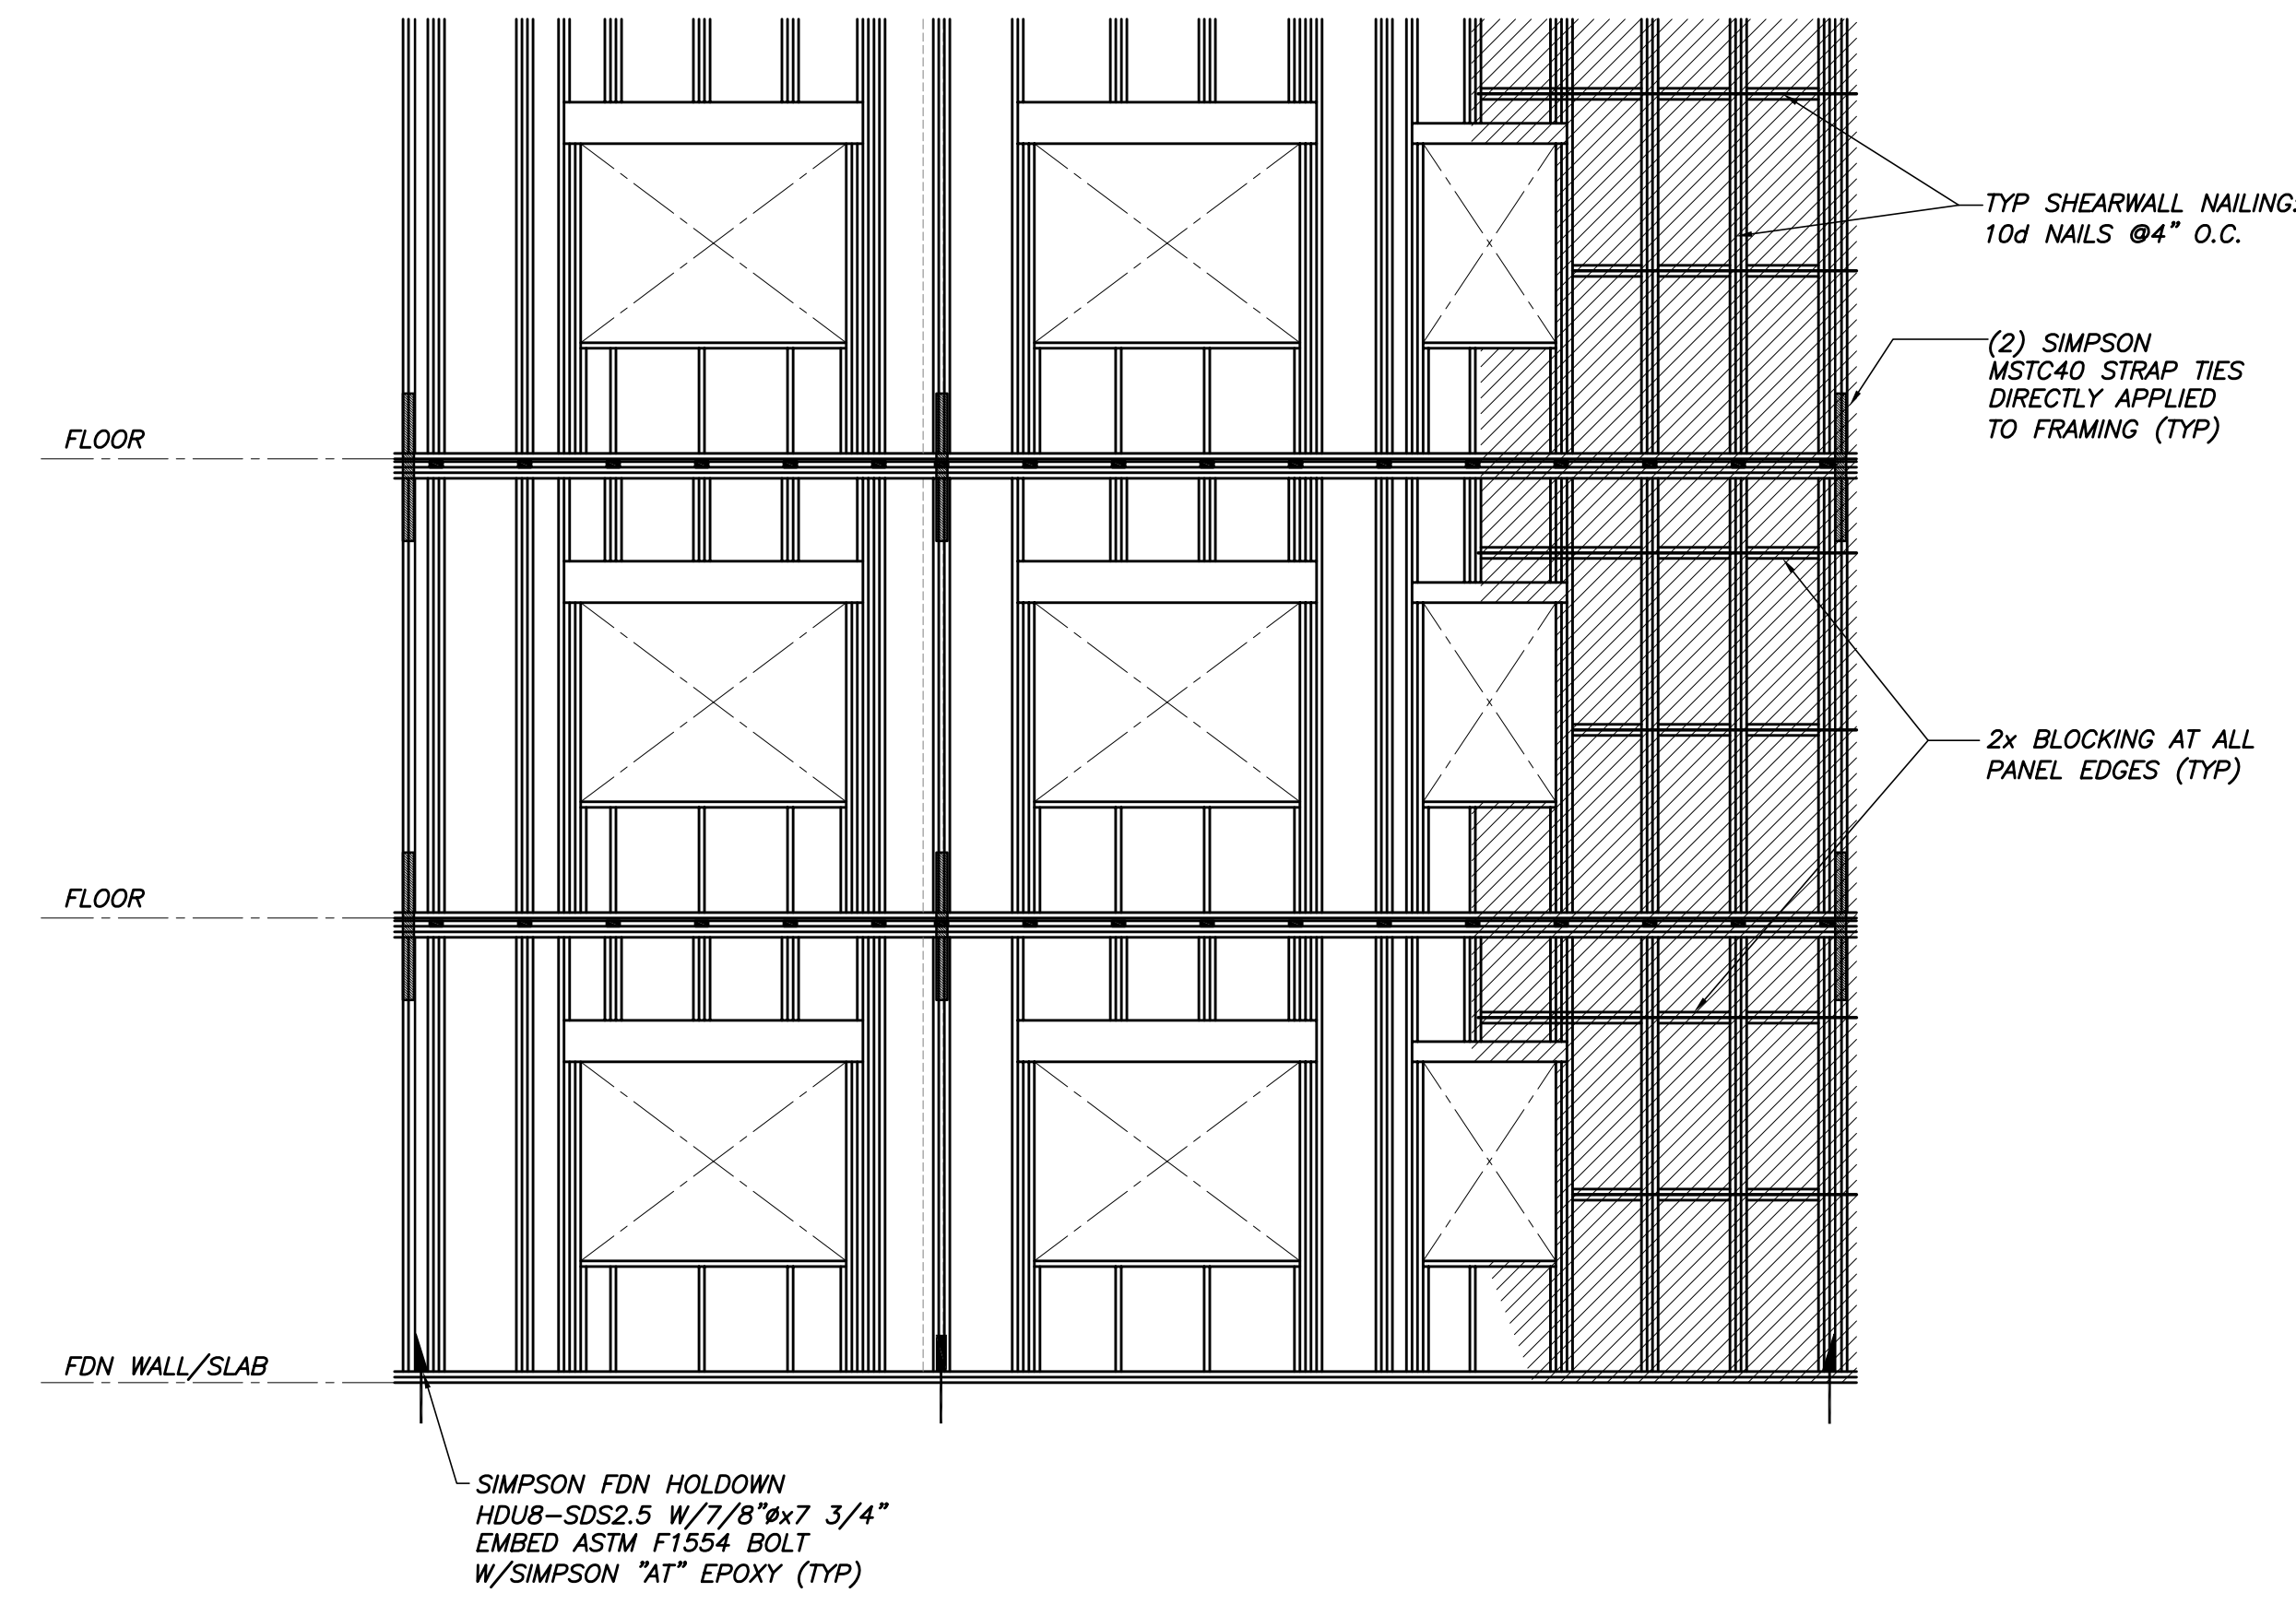 TYP SHEARWALL NAILING:
10d NAILS @4" O.C.
(2) SIMPSON
MSTC40 STRAP TIES
DIRECTLY APPLIED
TO FRAMING (TYP)
FLOOR
2x BLOCKING AT ALL
PANEL EDGES (TYP)
FLOOR
FDN WALL/SLAB
SIMPSON FDN HOLDOWN
HDU8-SDS2.5 W/7/8"øx7 3/4"
EMBED ASTM F1554 BOLT
W/SIMPSON "AT" EPOXY (TYP)